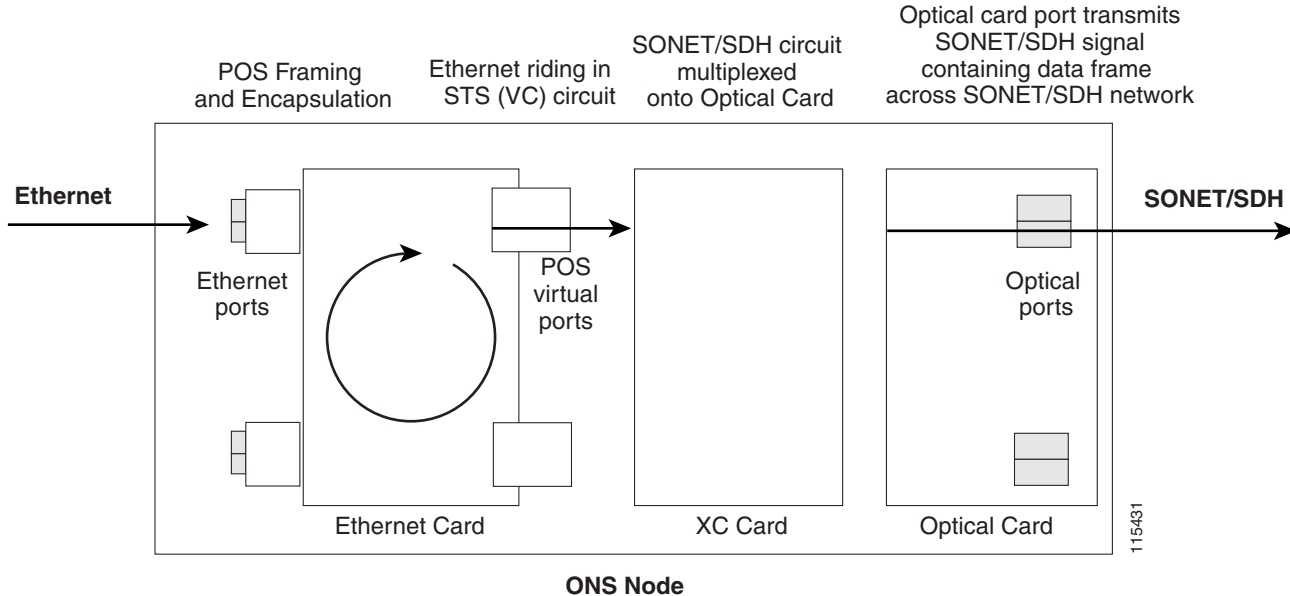 POS Framing
and Encapsulation
Ethernet riding in
STS (VC) circuit
SONET/SDH circuit
multiplexed
onto Optical Card
Optical card port transmits
SONET/SDH signal
containing data frame
across SONET/SDH network
Ethernet
SONET/SDH
Ethernet
ports
POS
virtual
ports
Optical
ports
Ethernet Card
XC Card
Optical Card
115431
ONS Node